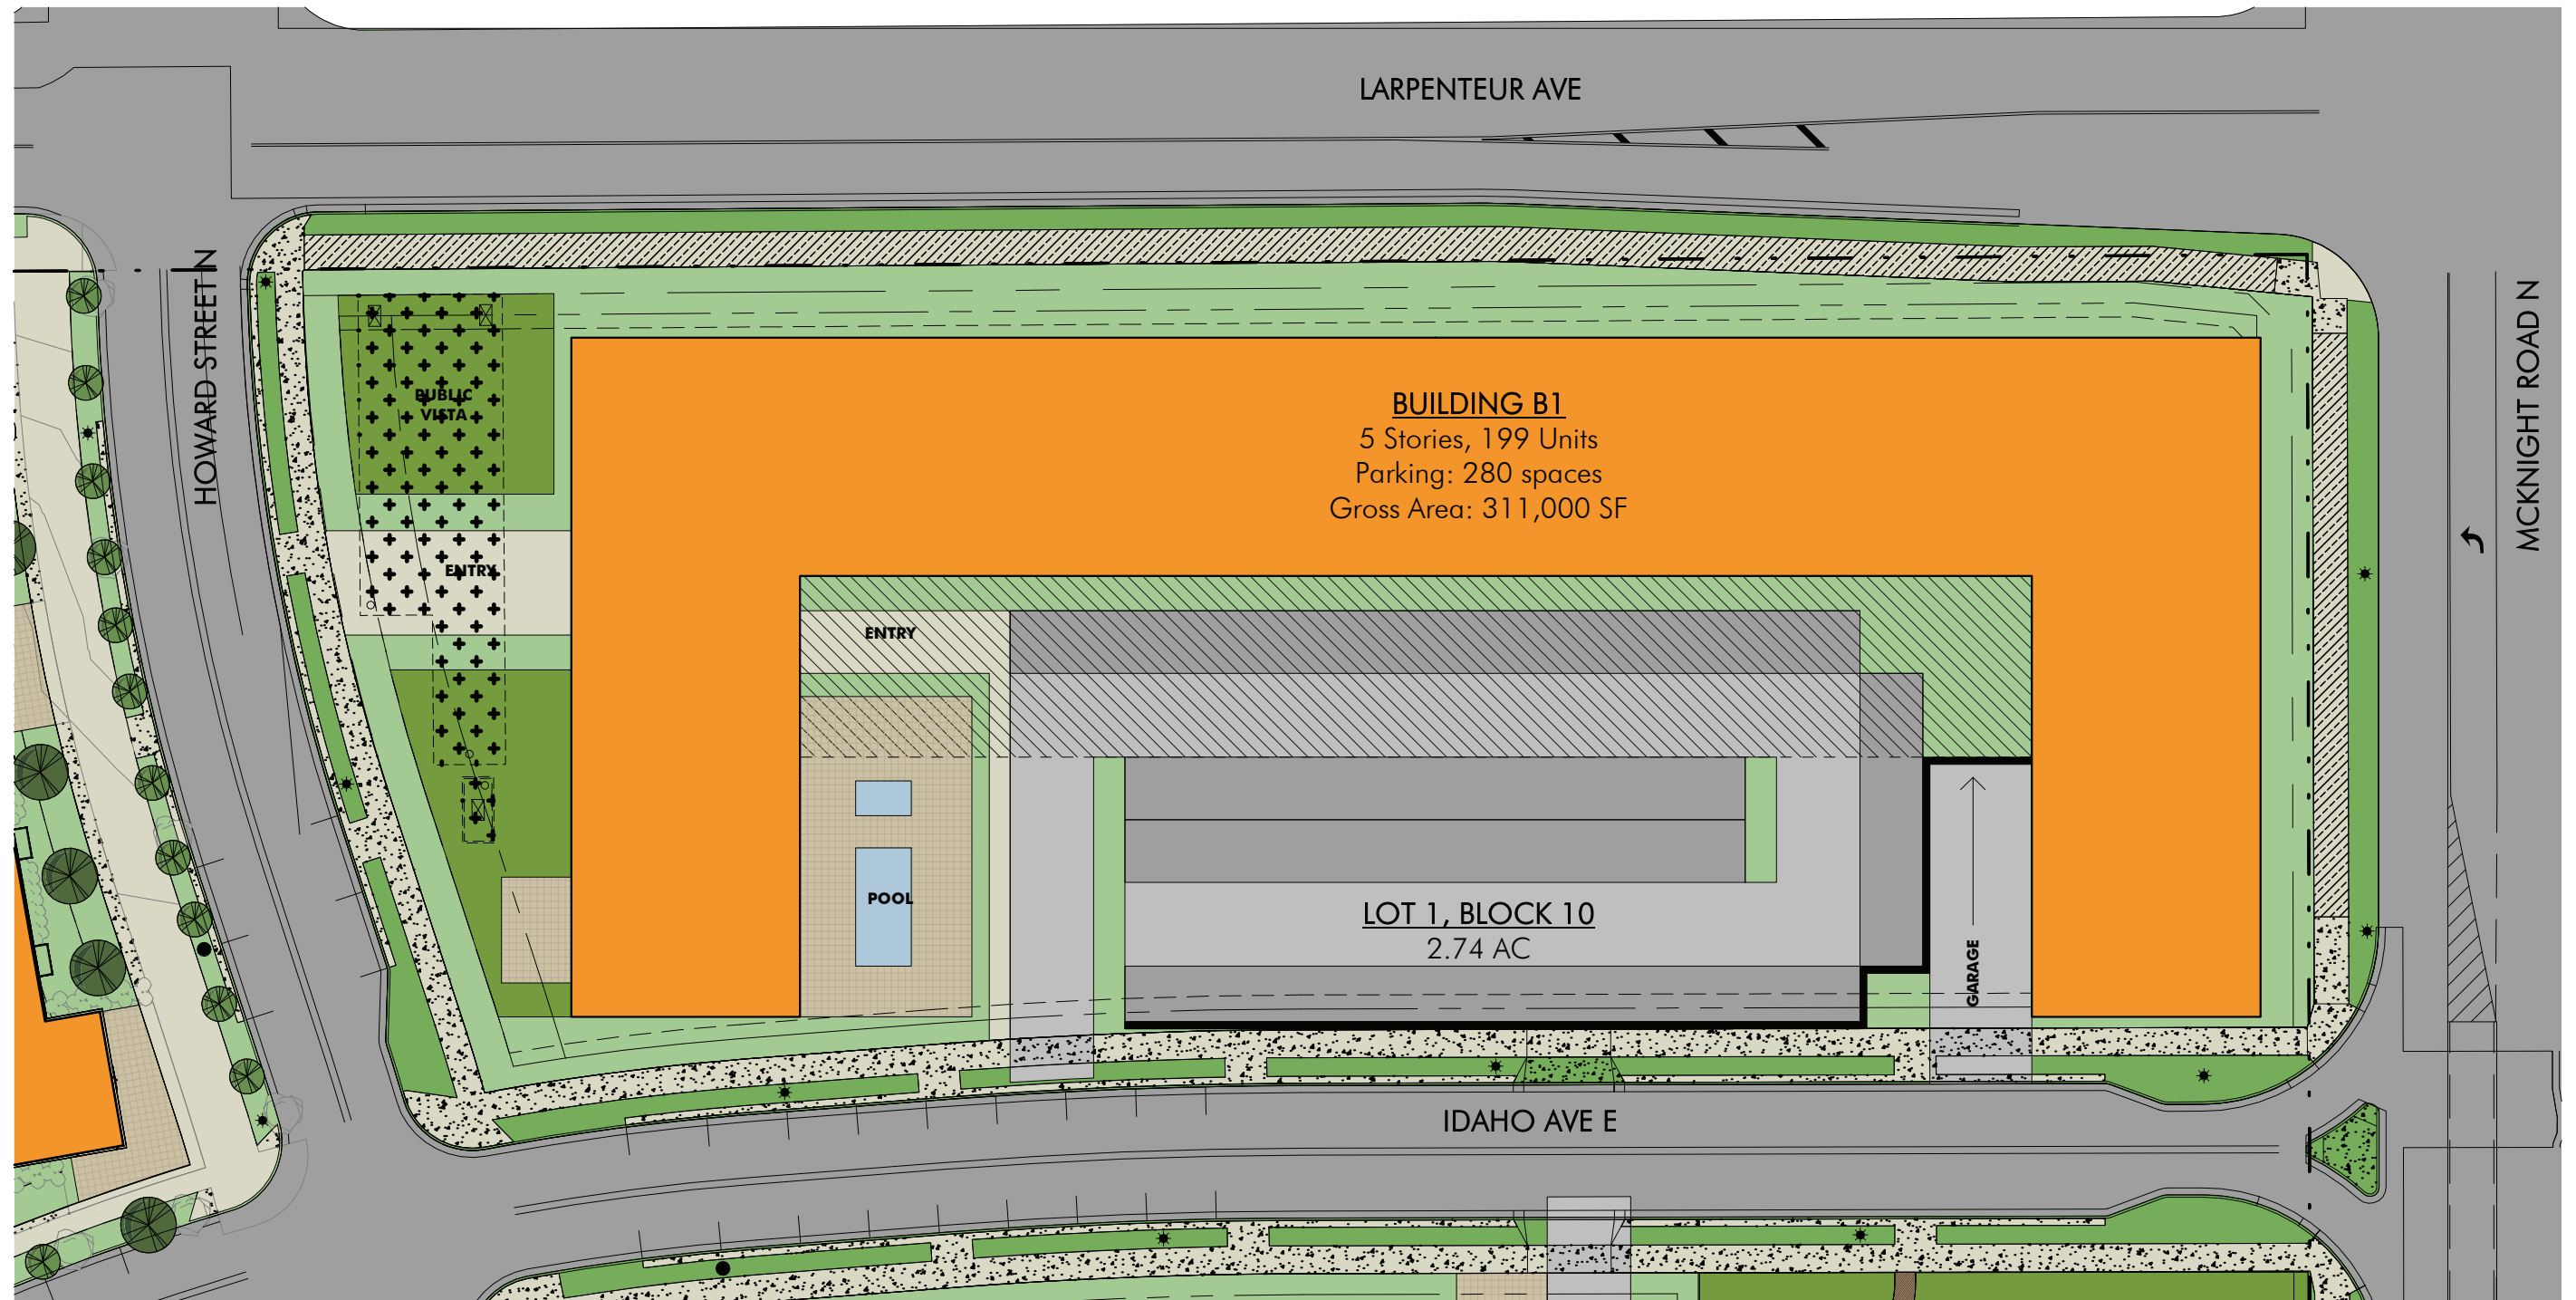 LARPENTEUR AVE
HOWARD STREET N
MCKNIGHT ROAD N
PUBLIC
VISTA
BUILDING B1
5 Stories, 199 Units
Parking: 280 spaces
Gross Area: 311,000 SF
ENTRY
ENTRY
POOL
LOT 1, BLOCK 10
2.74 AC
GARAGE
IDAHO AVE E